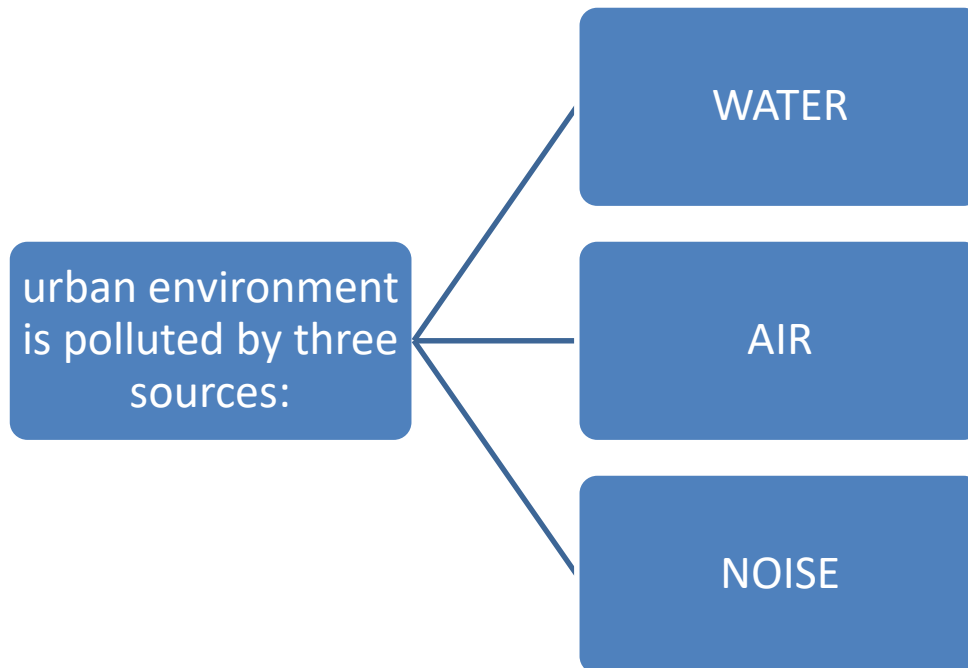 urban environment
is polluted by three
sources:
WATER
AIR
NOISE